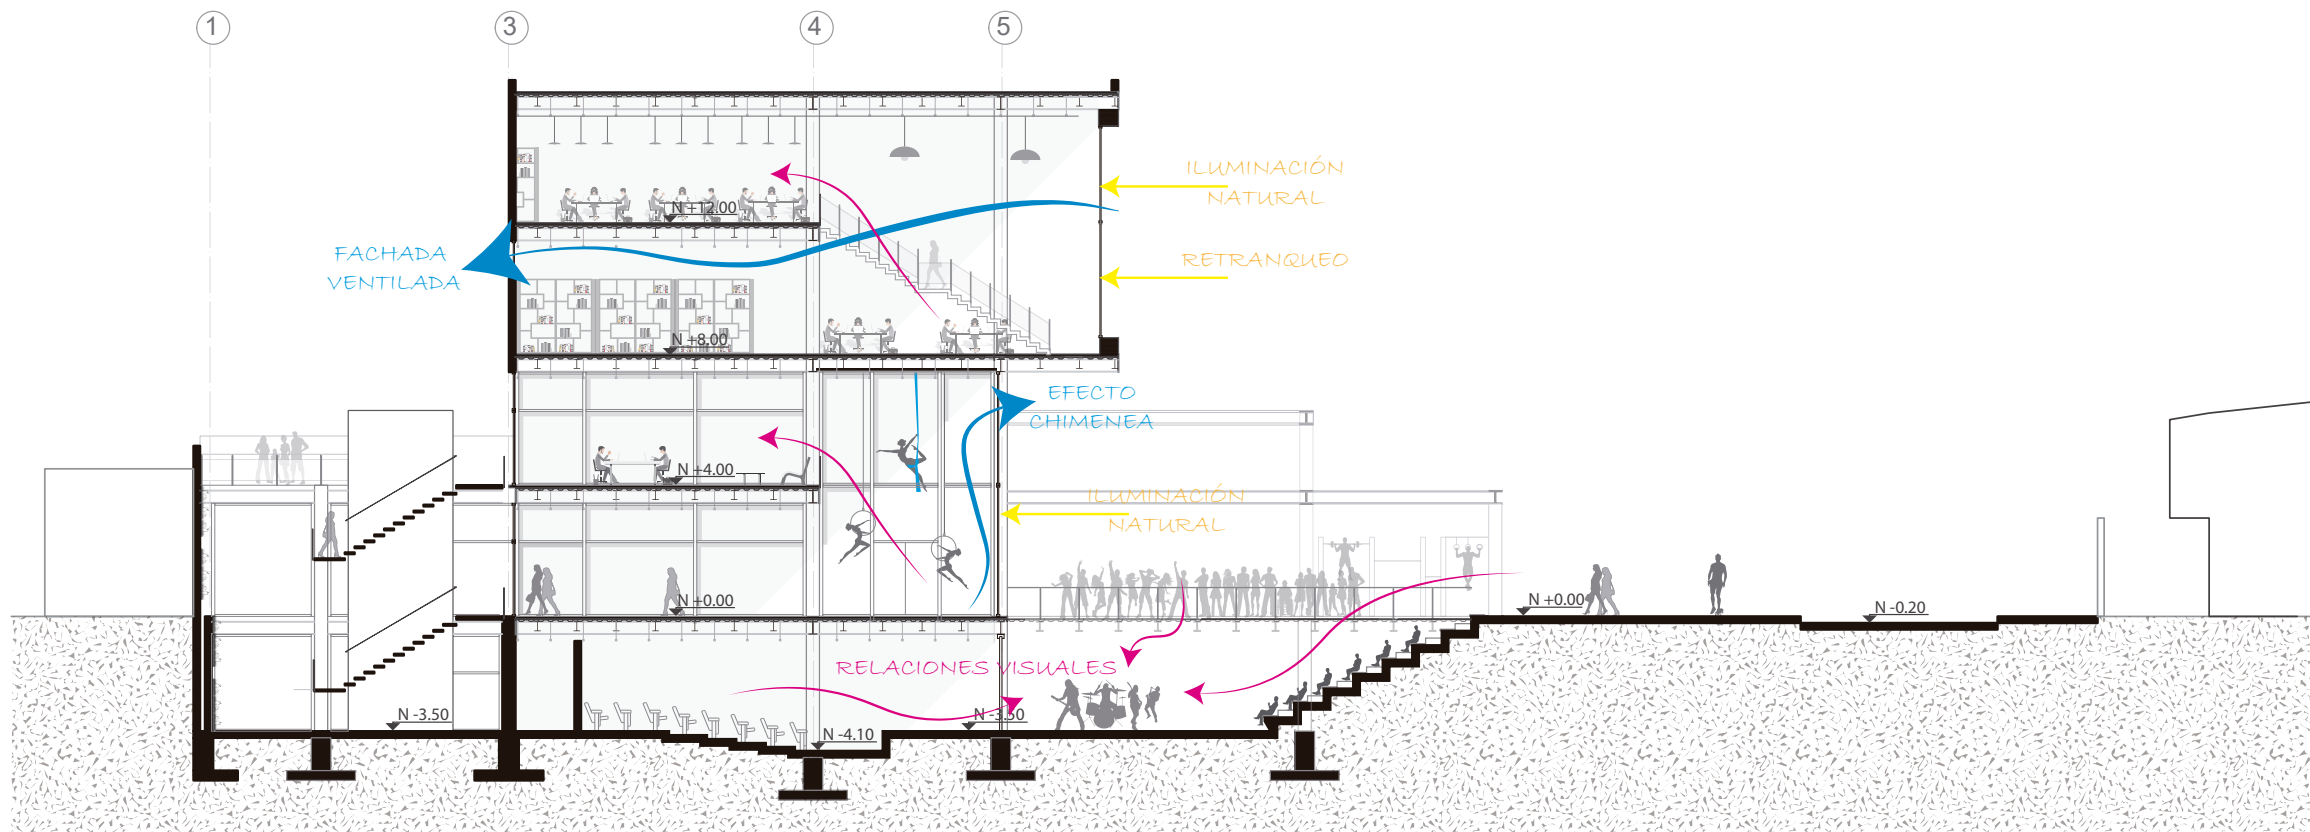 1
3
4
5
ILUMINACIÓN
NATURAL
N +12.00
FACHADA
VENTILADA
RETRANQUEO
N +8.00
EFECTO
CHIMENEA
N +4.00
ILUMINACIÓN
NATURAL
N +0.00
N +0.00
N -0.20
RELACIONES VISUALES
N -3.50
N -3.50
N -4.10